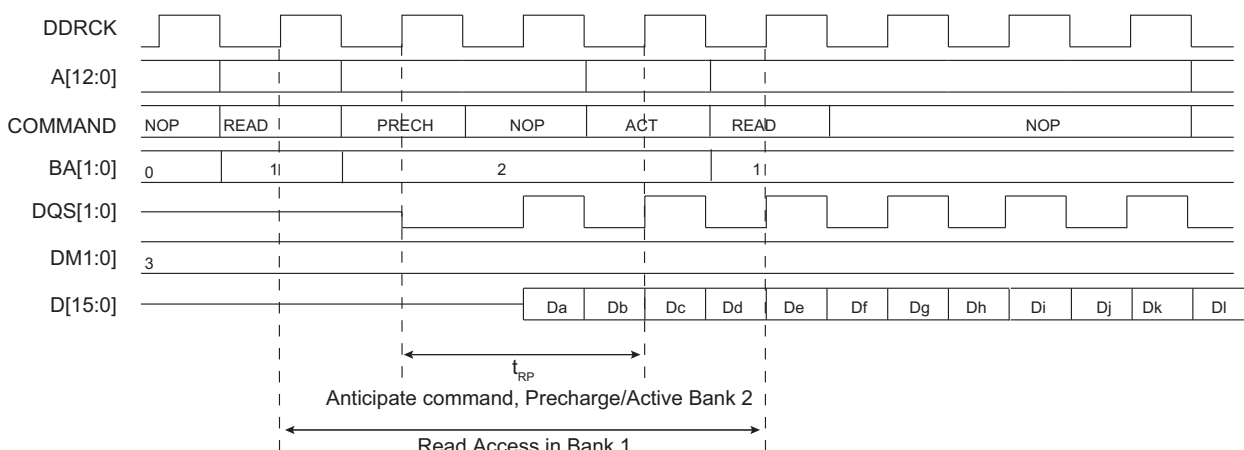 DDRCK
A[12:0]
COMMAND NOP READ PRECH NOP ACT READ NOP
BA[1:0] 0 1 2 1
DQS[1:0]
DM1:0] 3
D[15:0] Da Db Dc Dd De Df Dg Dh Di Dj Dk Dl
tRP
Anticipate command, Precharge/Active Bank 2
Read Access in Bank 1